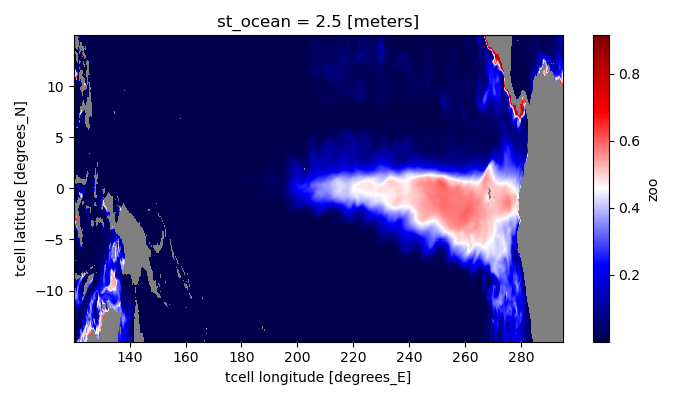 st_ocean = 2.5 [meters]
10
5
0
−5
−10
tcell latitude [degrees_N]
140 160 180 200 220 240 260 280
tcell longitude [degrees_E]
0.8
0.6
0.4
0.2
zoo